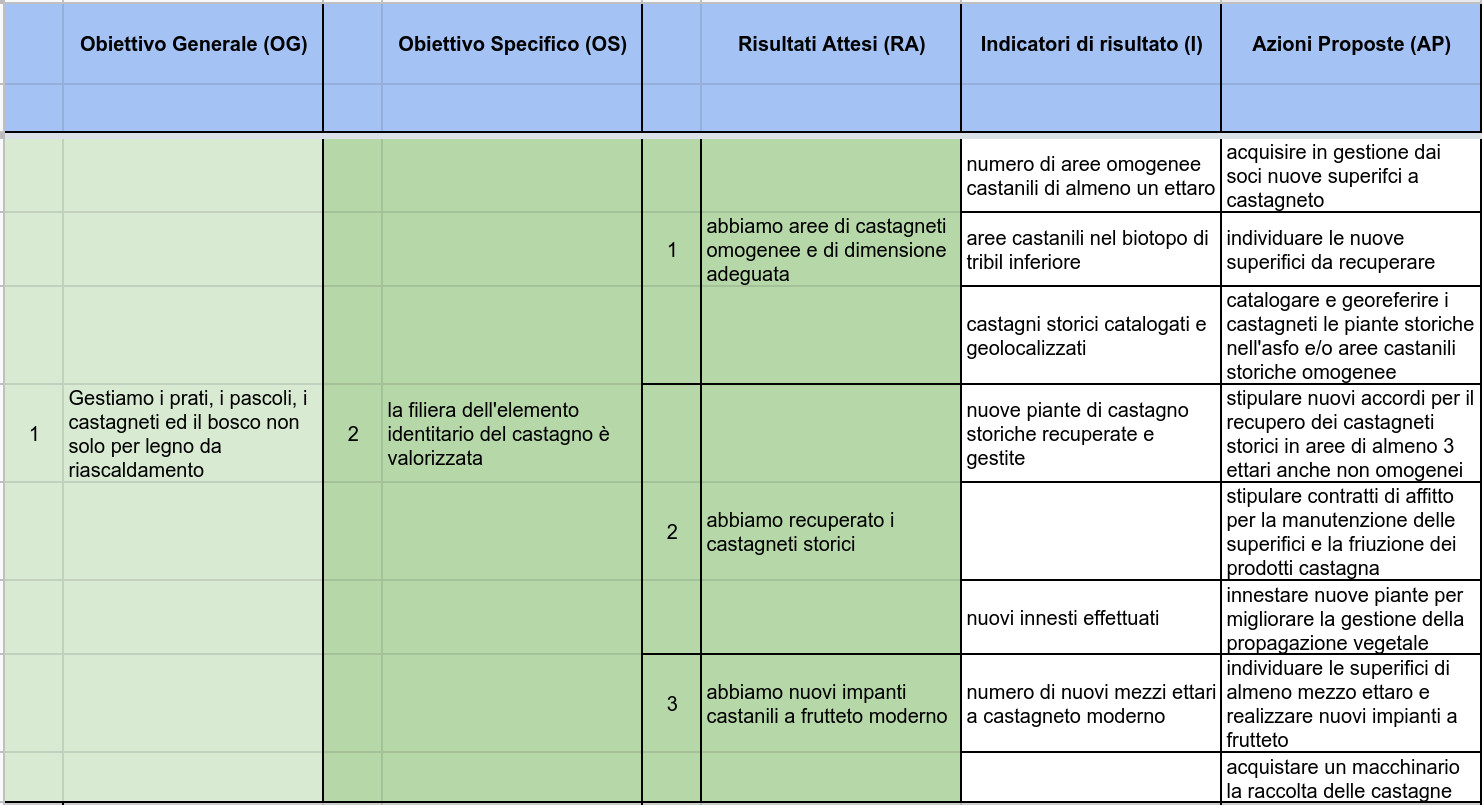 Obiettivo Generale (OG)
Obiettivo Specifico (OS)
Risultati Attesi (RA)
Indicatori di risultato (I)
Azioni Proposte (AP)
1
Gestiamo i prati, i pascoli, i
castagneti ed il bosco non
solo per legno da
riascaldamento
2
la filiera dell'elemento
identitario del castagno è
valorizzata
1
abbiamo aree di castagneti
omogenee e di dimensione
adeguata
numero di aree omogenee
castanili di almeno un ettaro
acquisire in gestione dai
soci nuove superifci a
castagneto
aree castanili nel biotopo di
tribil inferiore
individuare le nuove
superifici da recuperare
castagni storici catalogati e
geolocalizzati
catalogare e georeferire i
castagneti le piante storiche
nell'asfo e/o aree castanili
storiche omogenee
2
abbiamo recuperato i
castagneti storici
nuove piante di castagno
storiche recuperate e
gestite
stipulare nuovi accordi per il
recupero dei castagneti
storici in aree di almeno 3
ettari anche non omogenei
stipulare contratti di affitto
per la manutenzione delle
superifici e la friuzione dei
prodotti castagna
nuovi innesti effettuati
innestare nuove piante per
migliorare la gestione della
propagazione vegetale
3
abbiamo nuovi impanti
castanili a frutteto moderno
numero di nuovi mezzi ettari
a castagneto moderno
individuare le superifici di
almeno mezzo ettaro e
realizzare nuovi impianti a
frutteto
acquistare un macchinario
la raccolta delle castagne